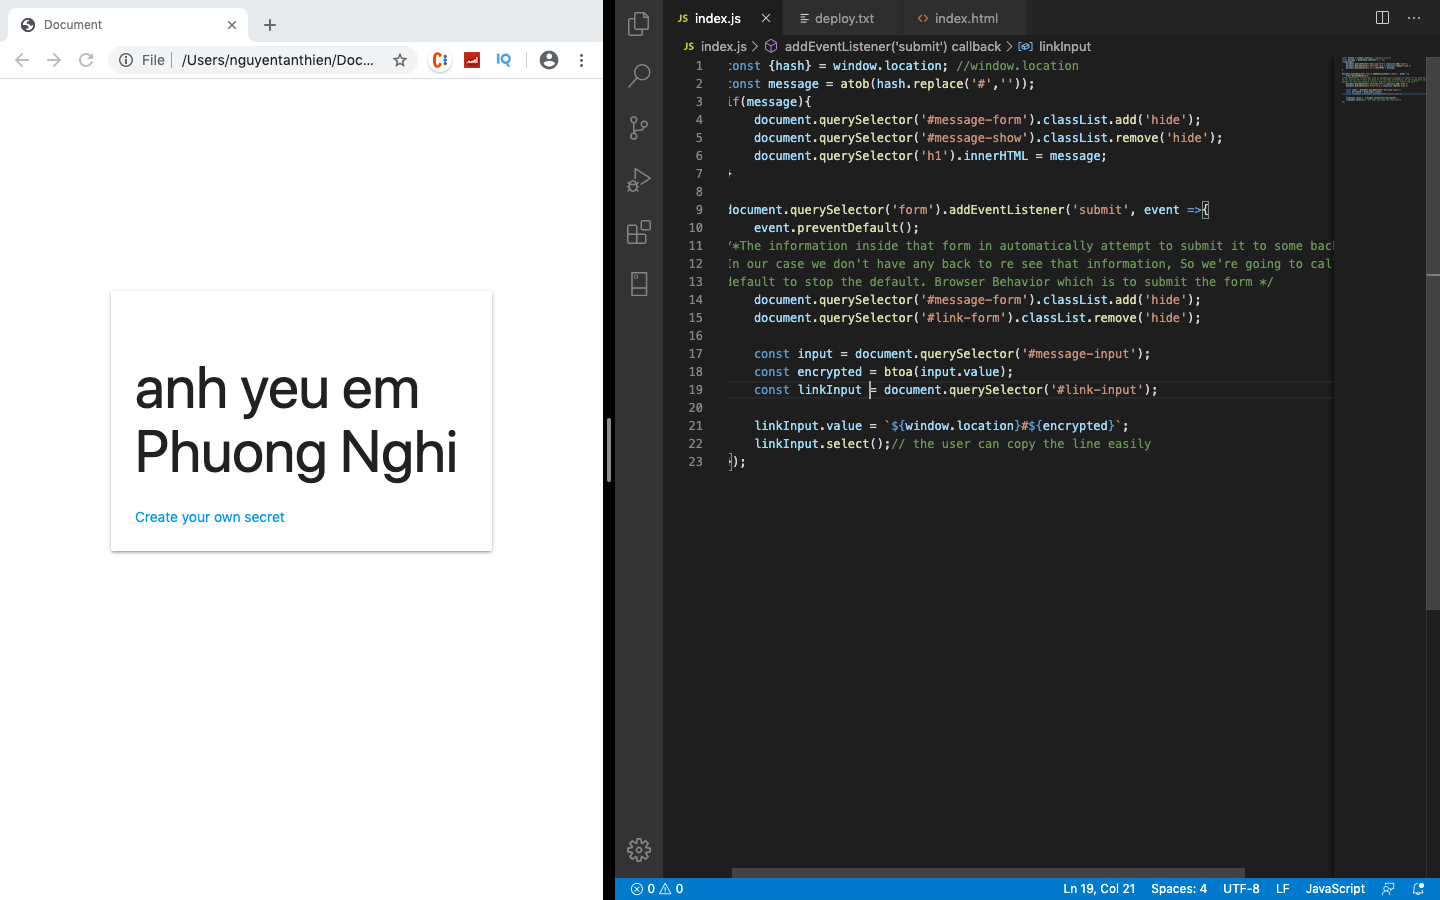 Document
File
/Users/nguyentanthien/Doc...
C:
IQ
anh yeu em
Phuong Nghi
Create your own secret
JS index.js
deploy.txt
<> index.html
JS index.js > addEventListener('submit') callback > linkInput
1 const {hash} = window.location; //window.location
2 const message = atob(hash.replace('#',''));
3 if(message){
4 document.querySelector('#message-form').classList.add('hide');
5 document.querySelector('#message-show').classList.remove('hide');
6 document.querySelector('h1').innerHTML = message;
7 }
8
9 document.querySelector('form').addEventListener('submit', event =>{
10 event.preventDefault();
11 /*The information inside that form in automatically attempt to submit it to some back
12 In our case we don't have any back to re see that information, So we're going to cal
13 default to stop the default. Browser Behavior which is to submit the form */
14 document.querySelector('#message-form').classList.add('hide');
15 document.querySelector('#link-form').classList.remove('hide');
16
17 const input = document.querySelector('#message-input');
18 const encrypted = btoa(input.value);
19 const linkInput = document.querySelector('#link-input');
20
21 linkInput.value = `${window.location}#${encrypted}`;
22 linkInput.select();// the user can copy the line easily
23 });
0 0
Ln 19, Col 21
Spaces: 4
UTF-8
LF
JavaScript